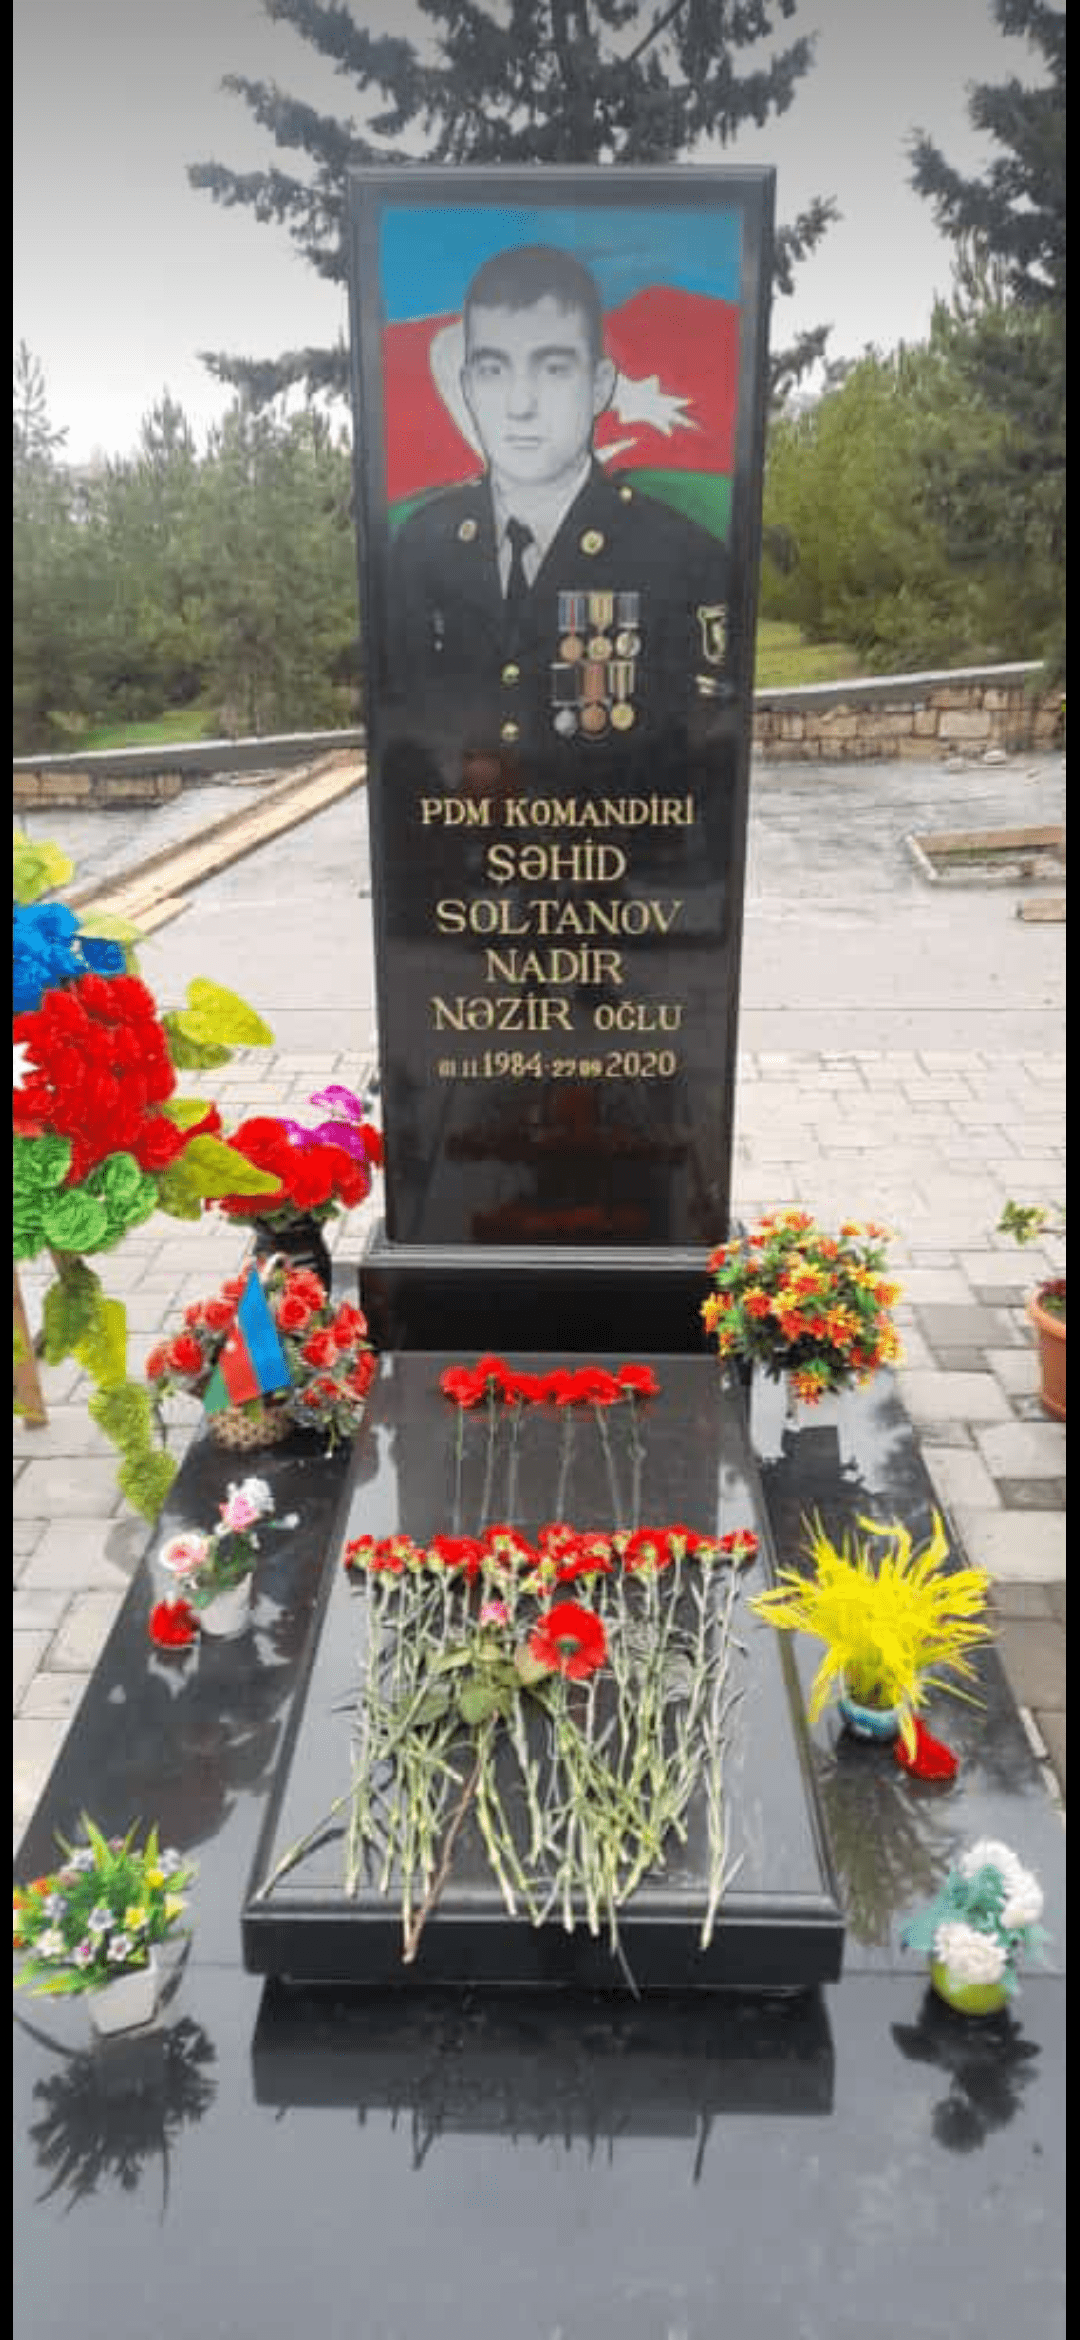 PDM KOMANDİRİ
ŞƏHİD
SOLTANOV
NADİR
NƏZİR OĞLU
01 11 1984-27 09 2020